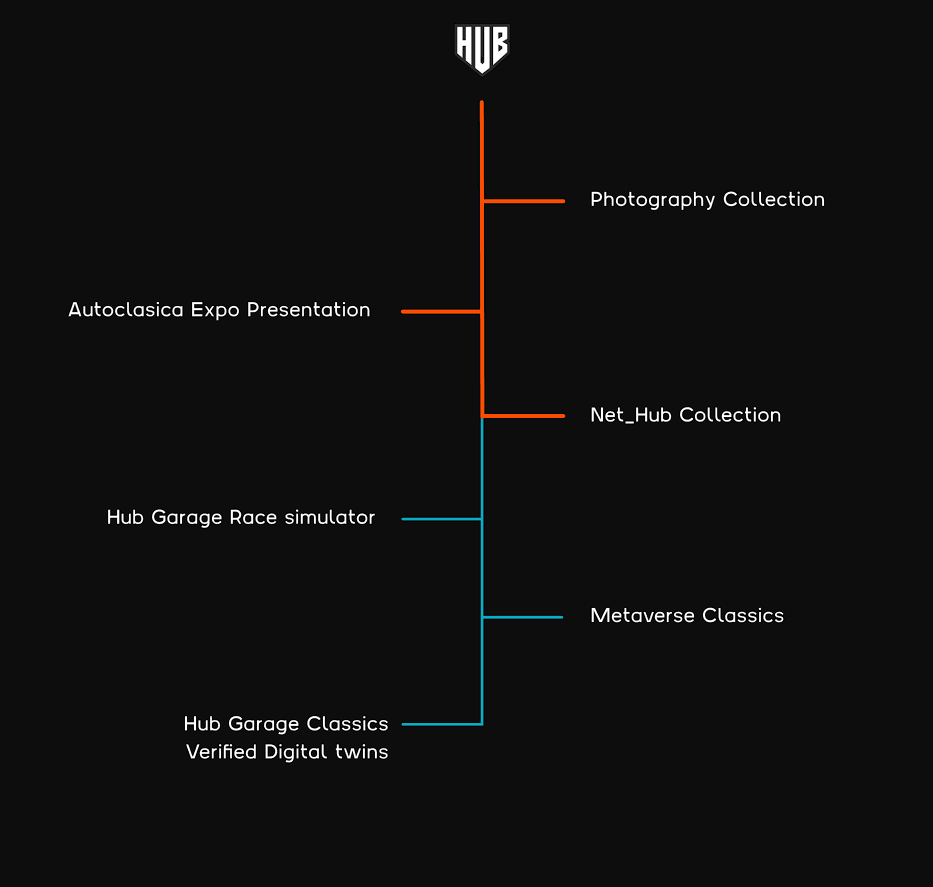 HUB
Photography Collection
Autoclasica Expo Presentation
Net_Hub Collection
Hub Garage Race simulator
Metaverse Classics
Hub Garage Classics
Verified Digital twins